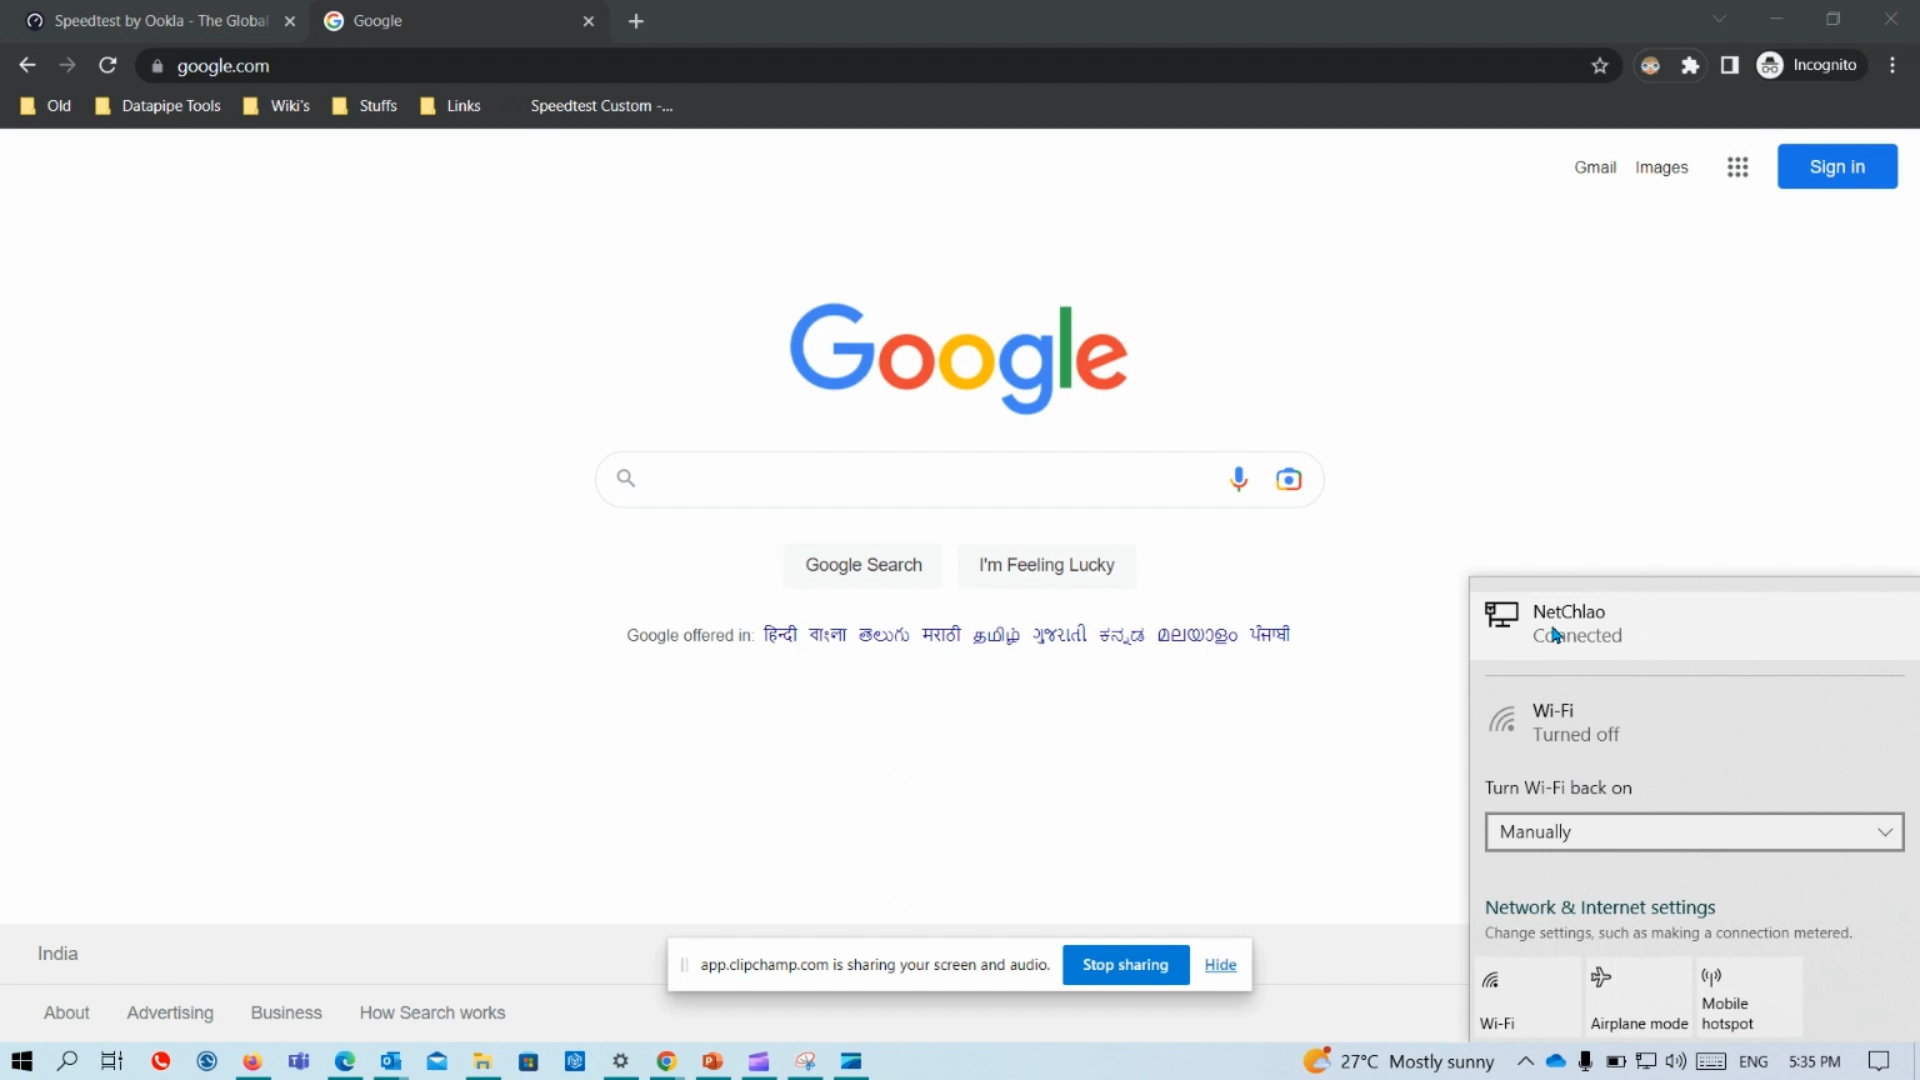 Speedtest by Ookla - The Global
Google
google.com
Incognito
Old
Datapipe Tools
Wiki's
Stuffs
Links
Speedtest Custom -...
Gmail
Images
Sign in
Google
Google Search
I'm Feeling Lucky
Google offered in: हिन्दी বাংলা తెలుగు मराठी தமிழ் ગુજરાતી ಕನ್ನಡ മലയാളം ਪੰਜਾਬੀ
NetChlao
Connected
Wi-Fi
Turned off
Turn Wi-Fi back on
Manually
Network & Internet settings
Change settings, such as making a connection metered.
Wi-Fi
Airplane mode
Mobile
hotspot
India
app.clipchamp.com is sharing your screen and audio.
Stop sharing
Hide
About
Advertising
Business
How Search works
27°C Mostly sunny
ENG
5:35 PM